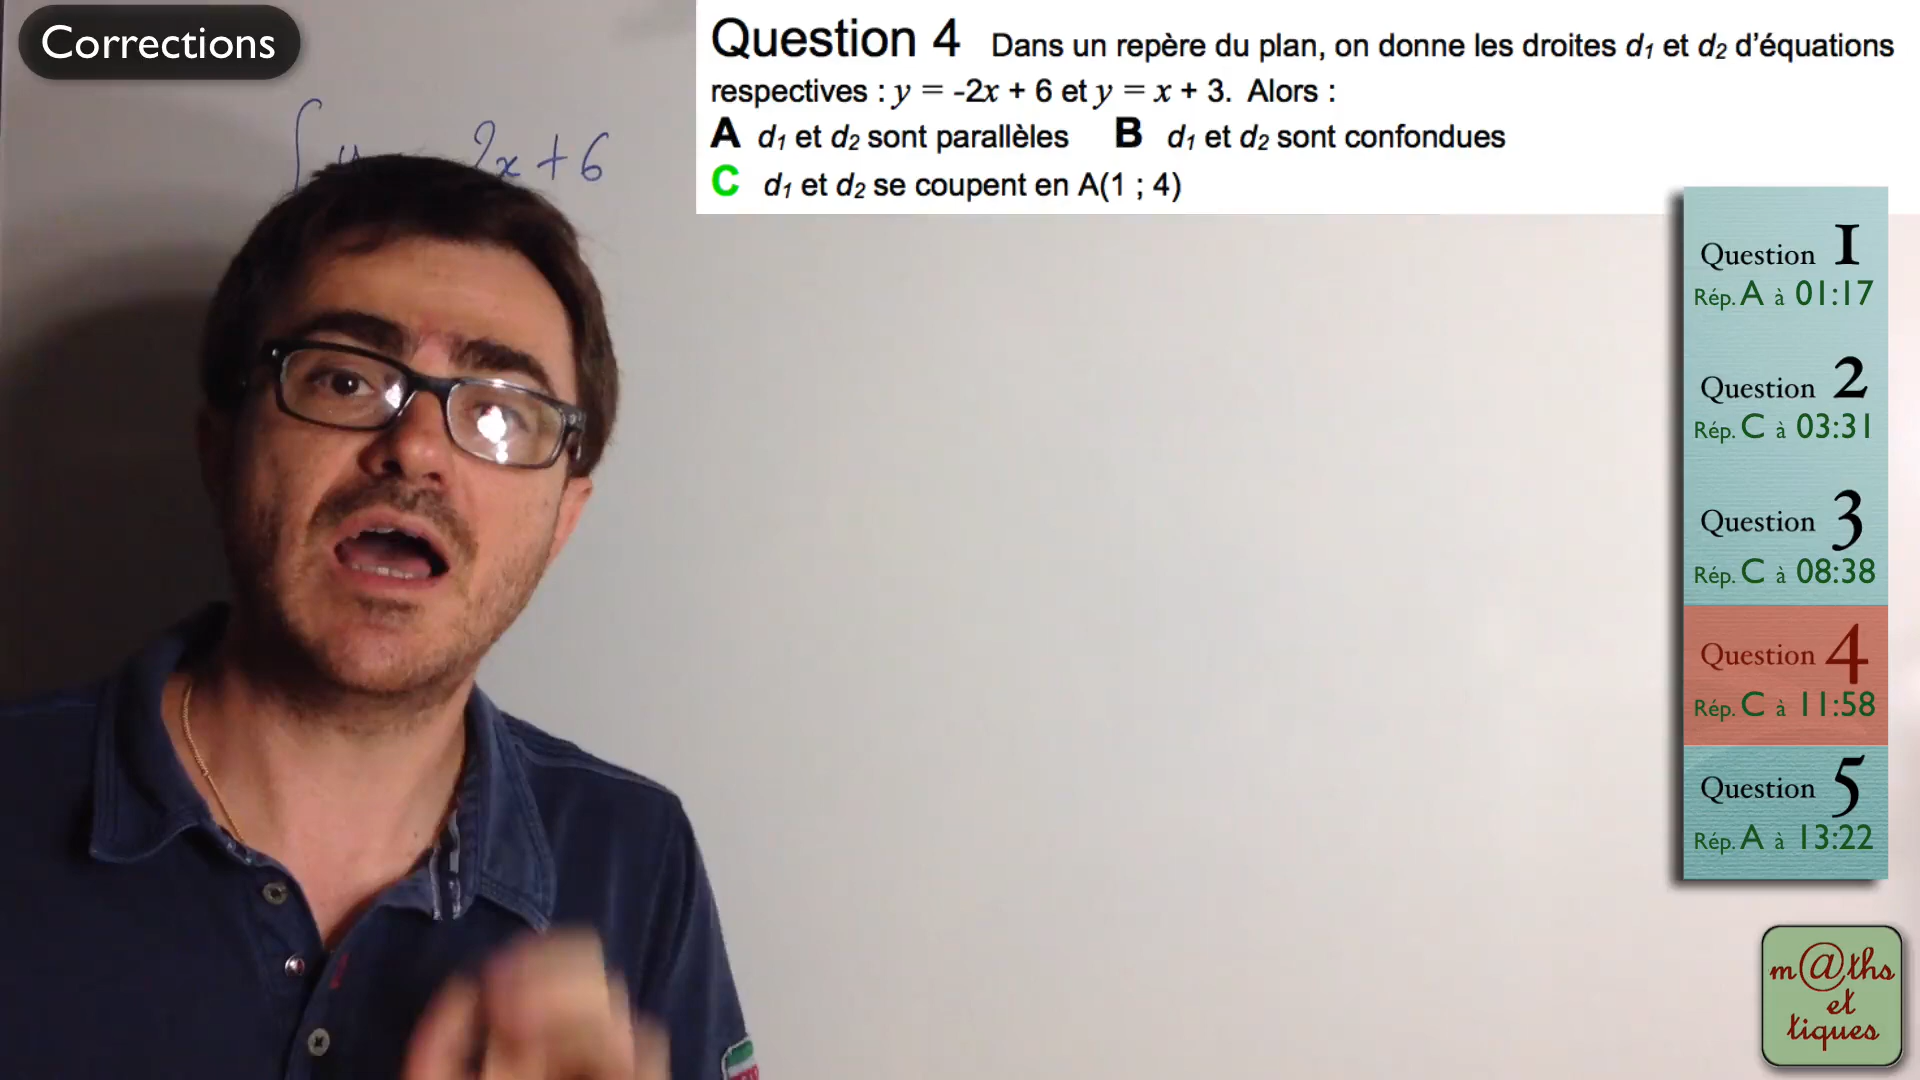 Corrections
Question 4 Dans un repère du plan, on donne les droites d1 et d2 d'équations
respectives : y = -2x + 6 et y = x + 3. Alors :
A d1 et d2 sont parallèles B d1 et d2 sont confondues
C d1 et d2 se coupent en A(1 ; 4)
2x + 6
Question 1
Rép. A à 01:17
Question 2
Rép. C à 03:31
Question 3
Rép. C à 08:38
Question 4
Rép. C à 11:58
Question 5
Rép. A à 13:22
m@ths
et
tiques